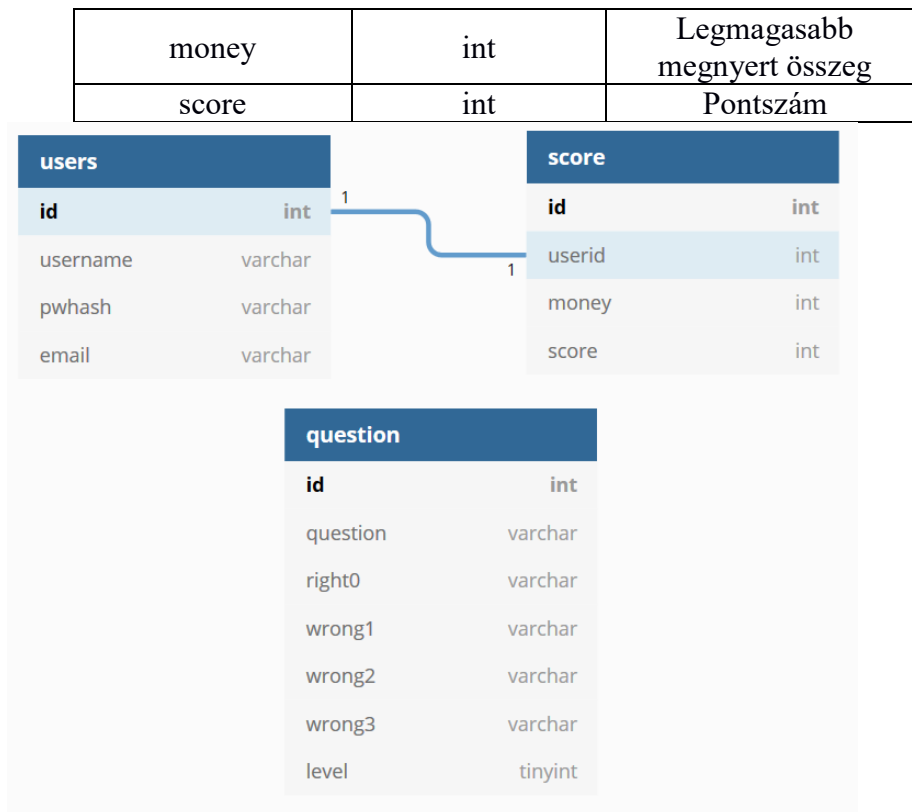 money int Legmagasabb
megnyert összeg
score int Pontszám
users
id int
username varchar
pwhash varchar
email varchar
1
1
score
id int
userid int
money int
score int
question
id int
question varchar
right0 varchar
wrong1 varchar
wrong2 varchar
wrong3 varchar
level tinyint